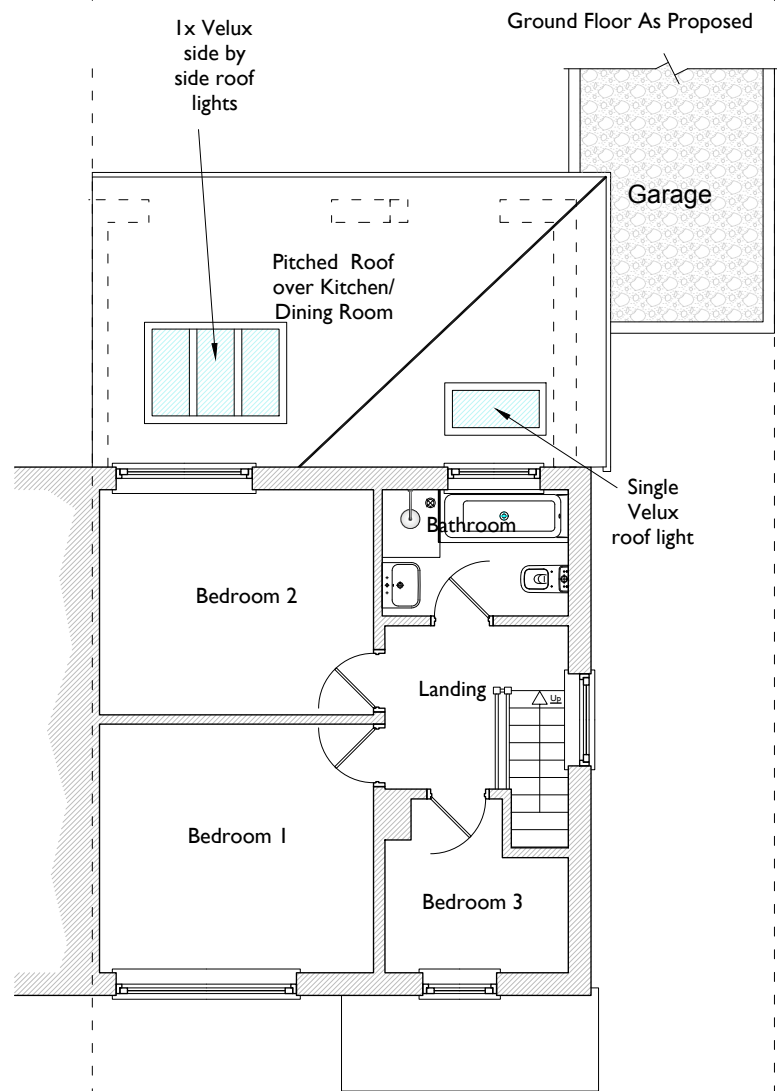 Ground Floor As Proposed
1x Velux
side by
side roof
lights
Garage
Pitched Roof
over Kitchen/
Dining Room
Single
Velux
roof light
Bathroom
Bedroom 2
Landing
Up
Bedroom 1
Bedroom 3